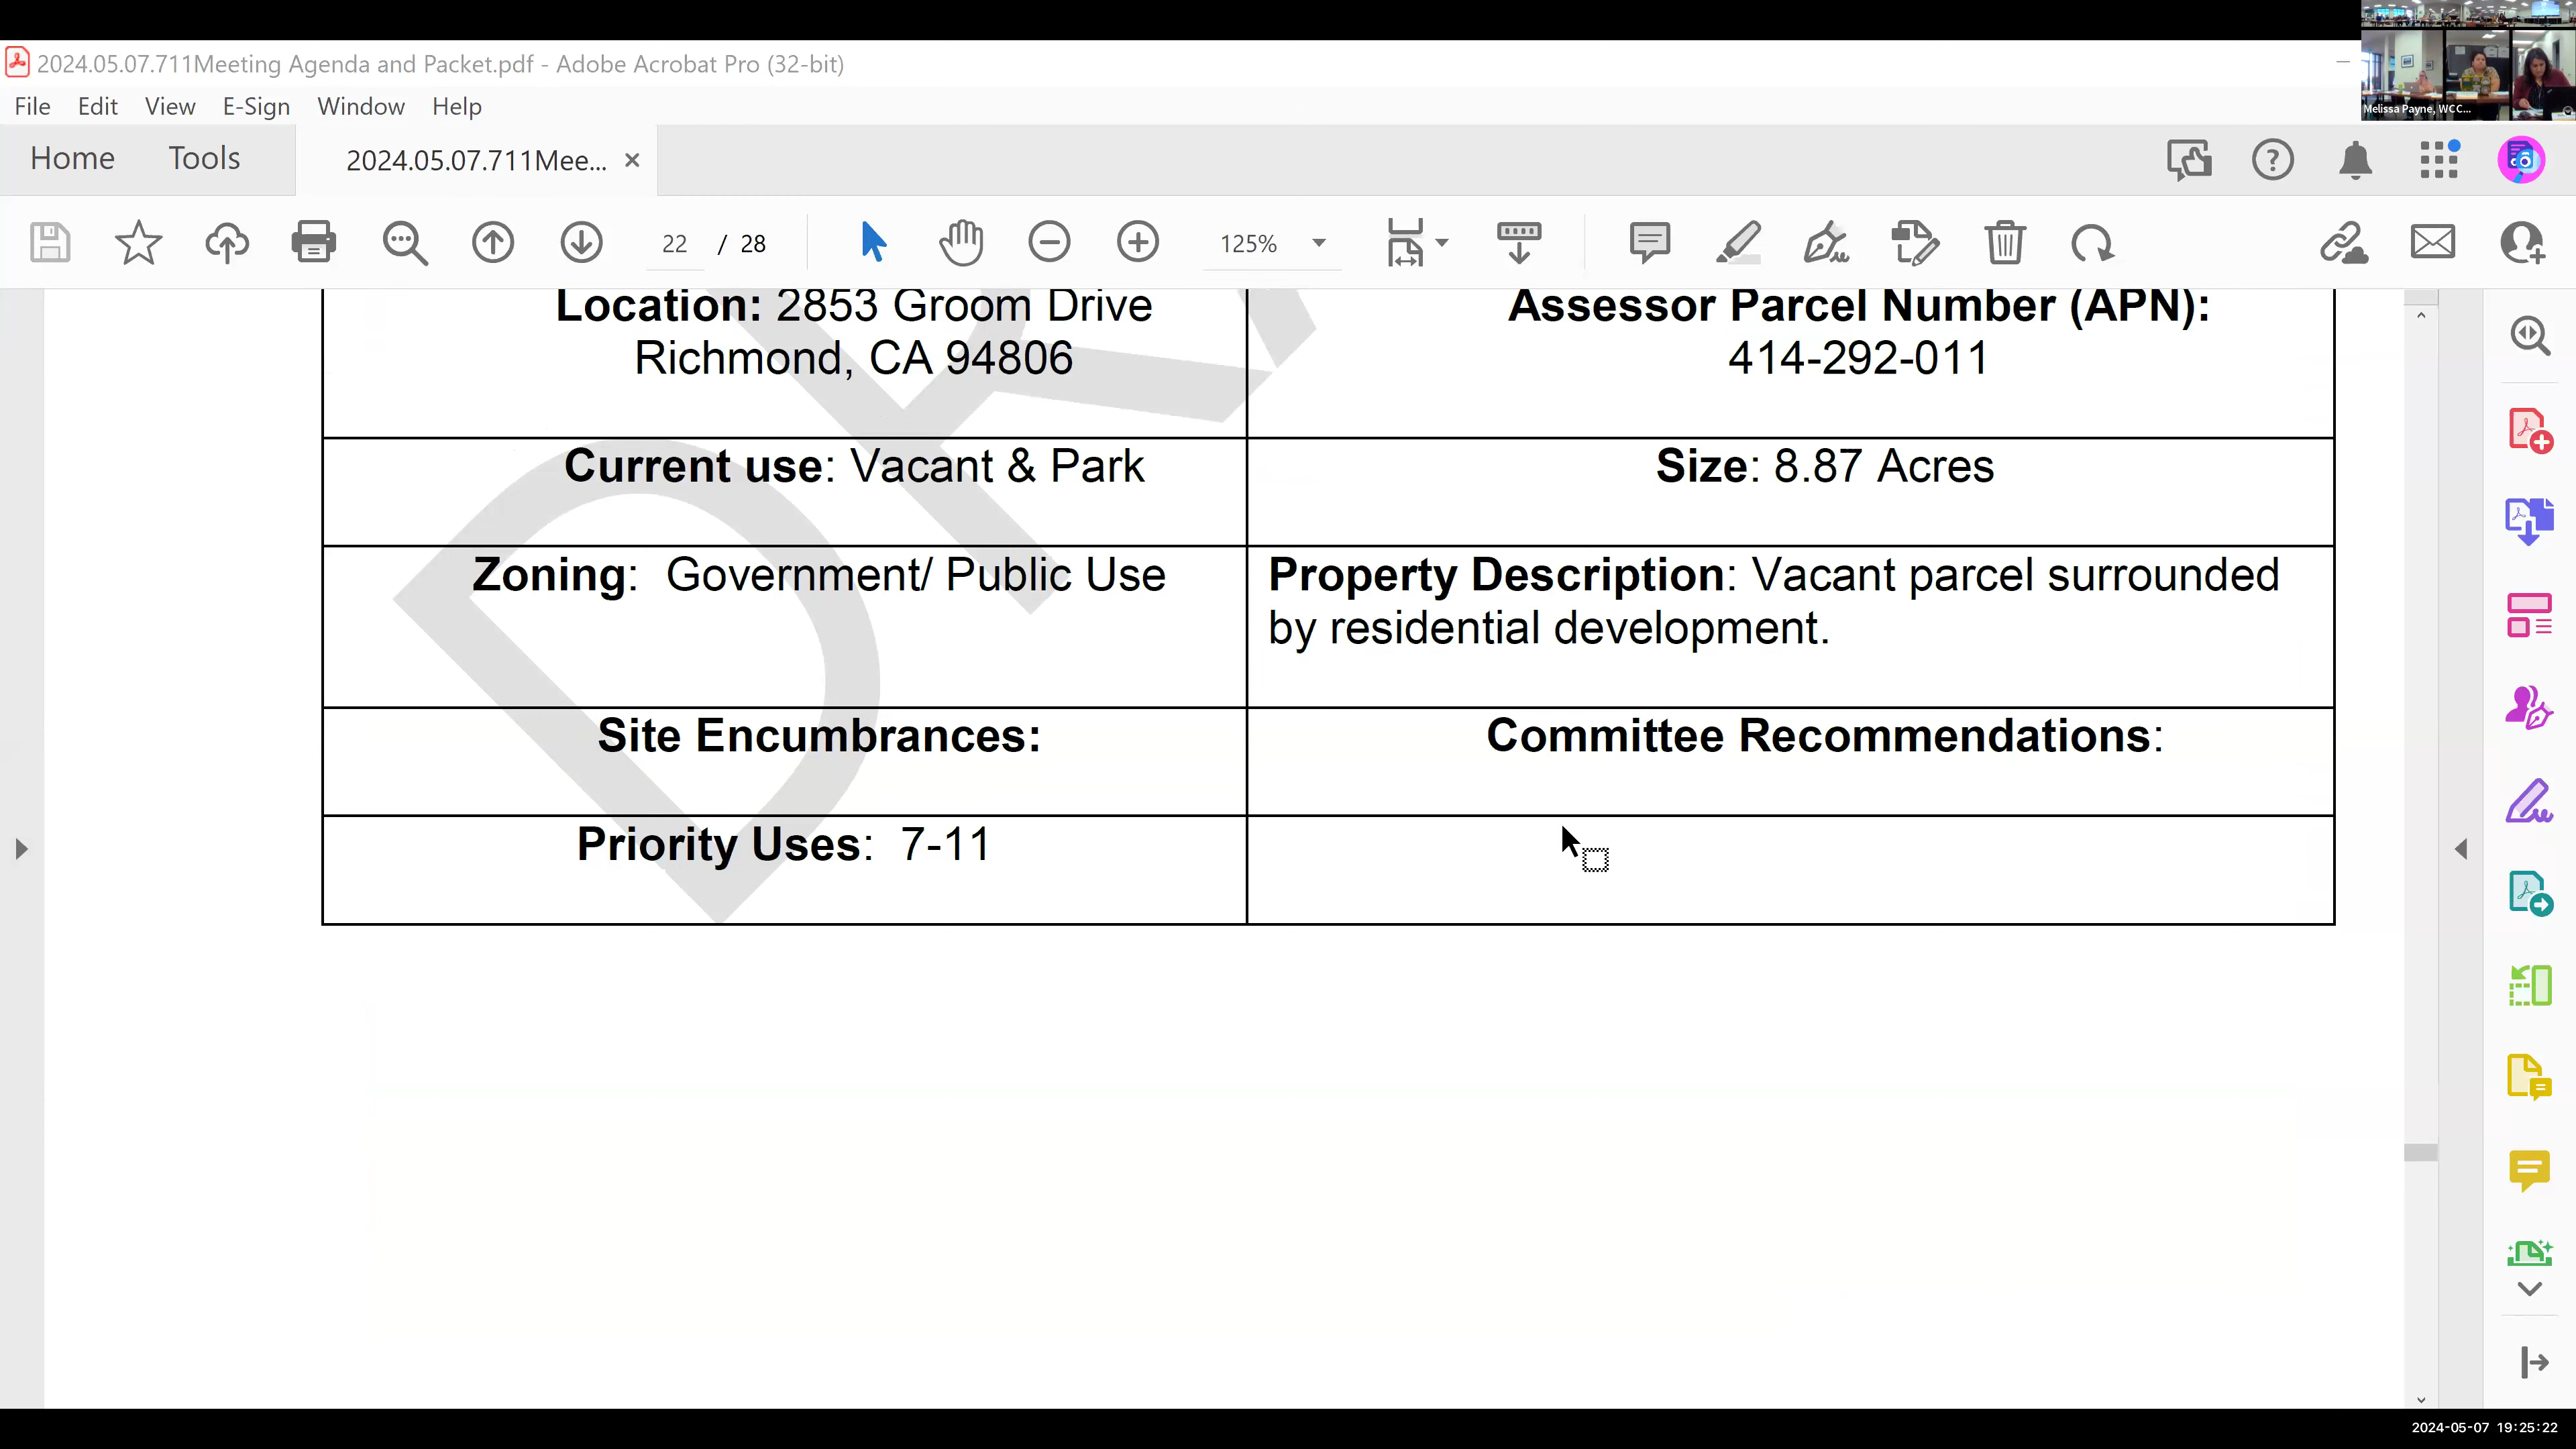 2024.05.07.711Meeting Agenda and Packet.pdf - Adobe Acrobat Pro (32-bit)
Melissa Payne, WCC...
File Edit View E-Sign Window Help
Home Tools 2024.05.07.711Mee...
22 / 28 125%
Location: 2853 Groom Drive
Richmond, CA 94806
Assessor Parcel Number (APN):
414-292-011
Current use: Vacant & Park
Size: 8.87 Acres
Zoning: Government/ Public Use
Property Description: Vacant parcel surrounded
by residential development.
Site Encumbrances:
Committee Recommendations:
Priority Uses: 7-11
2024-05-07 19:25:22